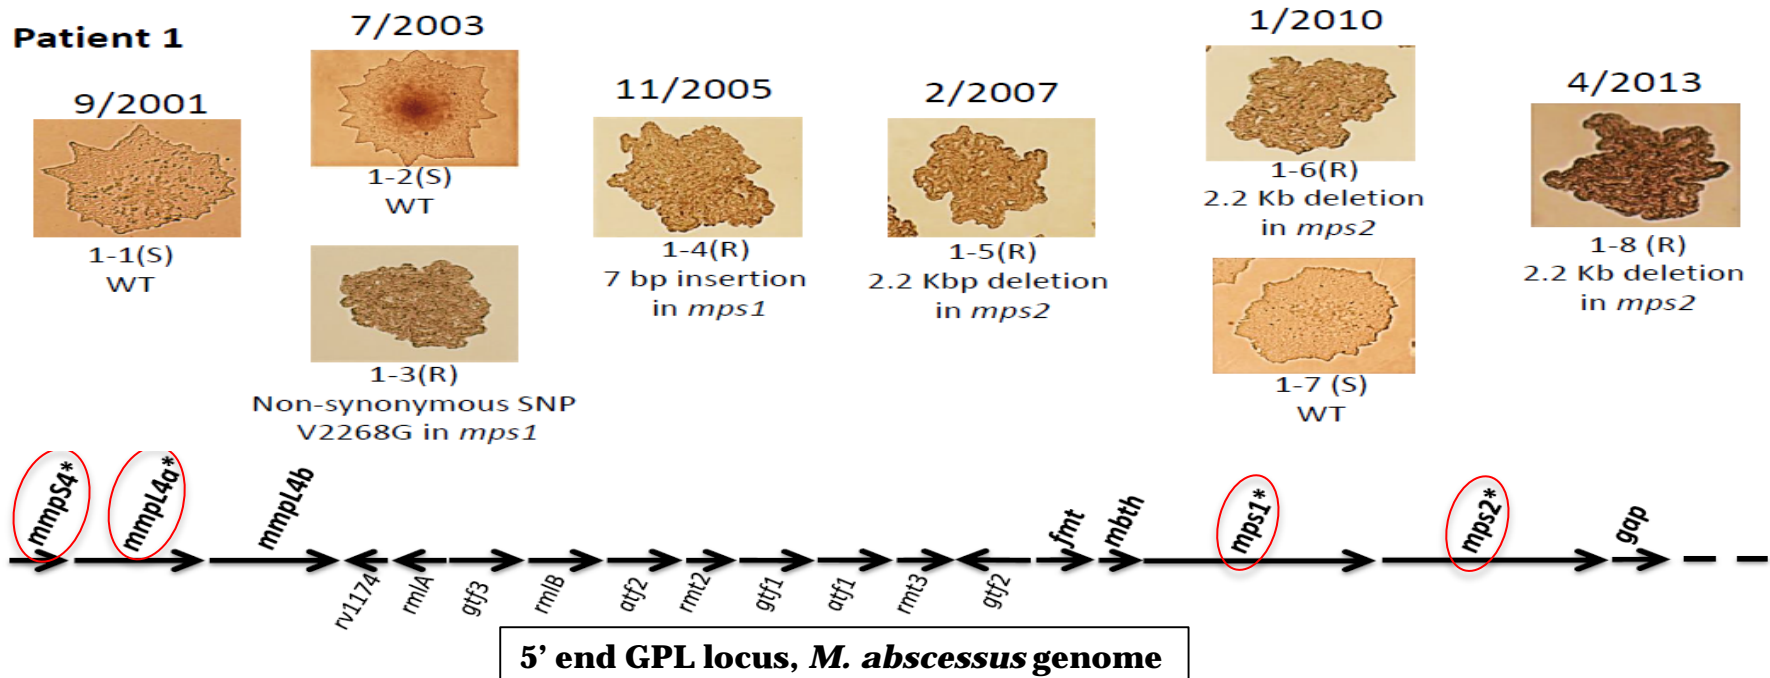 Patient 1
9/2001
1-1(S)
WT
7/2003
1-2(S)
WT
1-3(R)
Non-synonymous SNP
V2268G in mps1
11/2005
1-4(R)
7 bp insertion
in mps1
2/2007
1-5(R)
2.2 Kbp deletion
in mps2
1/2010
1-6(R)
2.2 Kb deletion
in mps2
1-7 (S)
WT
4/2013
1-8 (R)
2.2 Kb deletion
in mps2
mmpS4*
mmpL4a*
mmpL4b
rv1174
rmlA
gtf3
rmlB
atf2
rmt2
gtf1
atf1
rmt3
gtf2
fmt
mbth
mps1*
mps2*
gap
5’ end GPL locus, M. abscessus genome